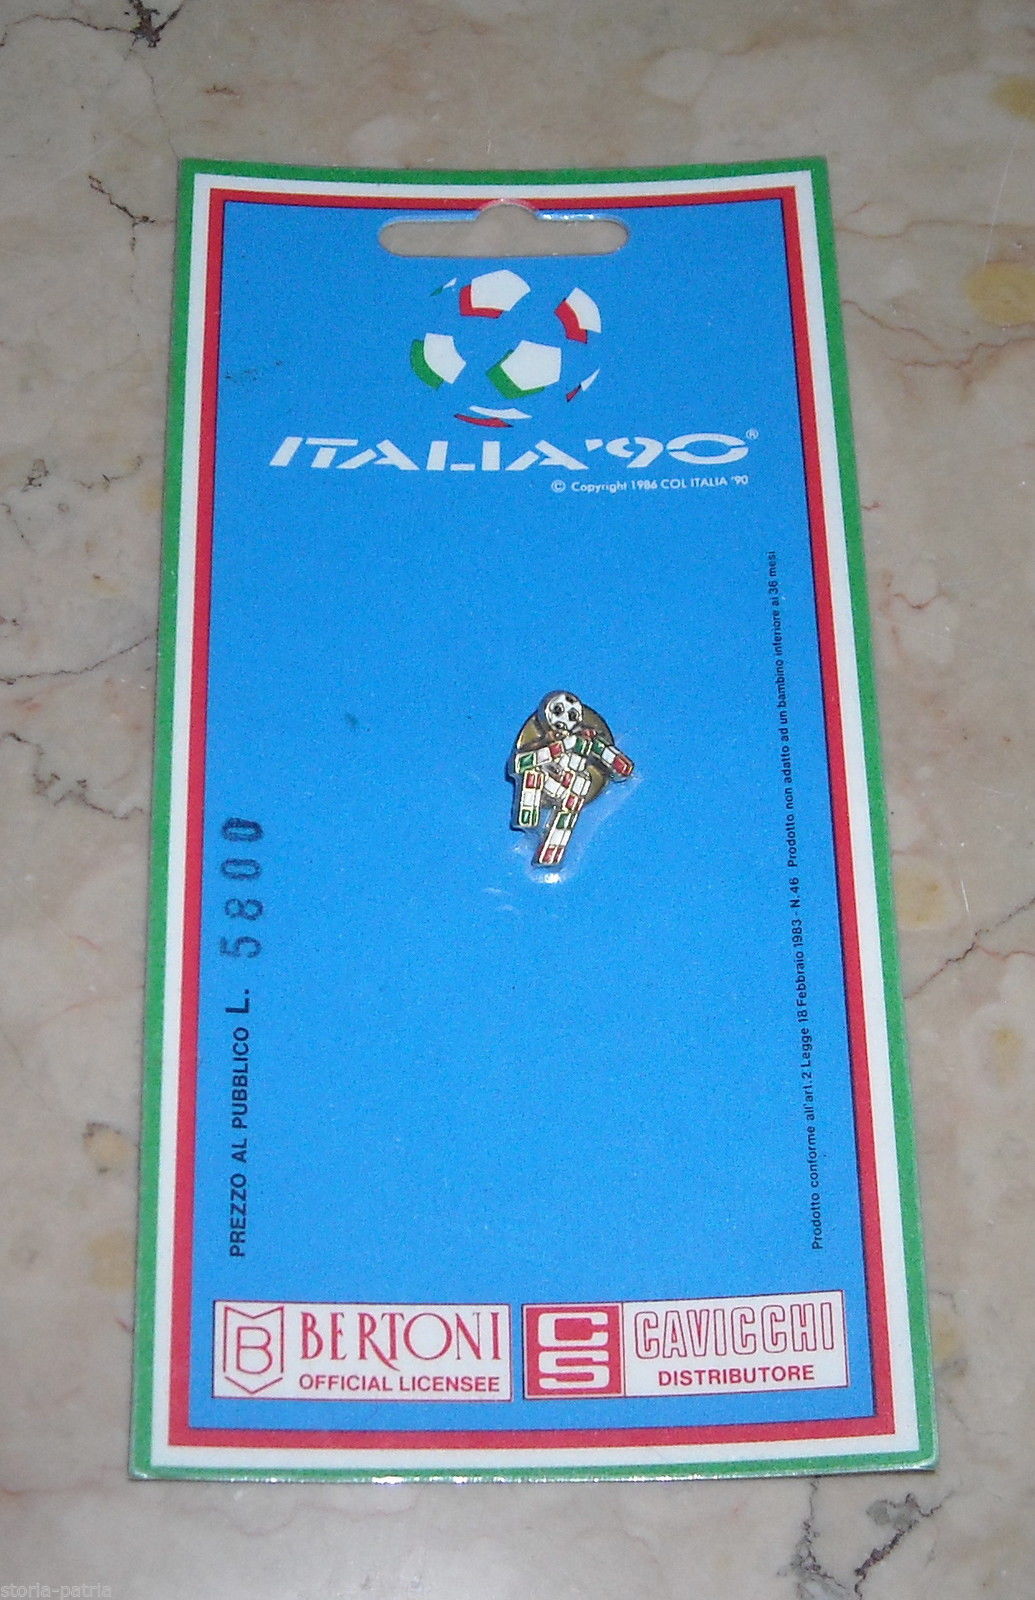 ITALIA '90®
© Copyright 1986 COL ITALIA '90
PREZZO AL PUBBLICO L. 5800
Prodotto conforme all'art. 2 Legge 18 Febbraio 1983 - N. 46 Prodotto non adatto ad un bambino inferiore ai 36 mesi
B BERTONI
OFFICIAL LICENSEE
CS CAVICCHI
DISTRIBUTORE
storia-patria